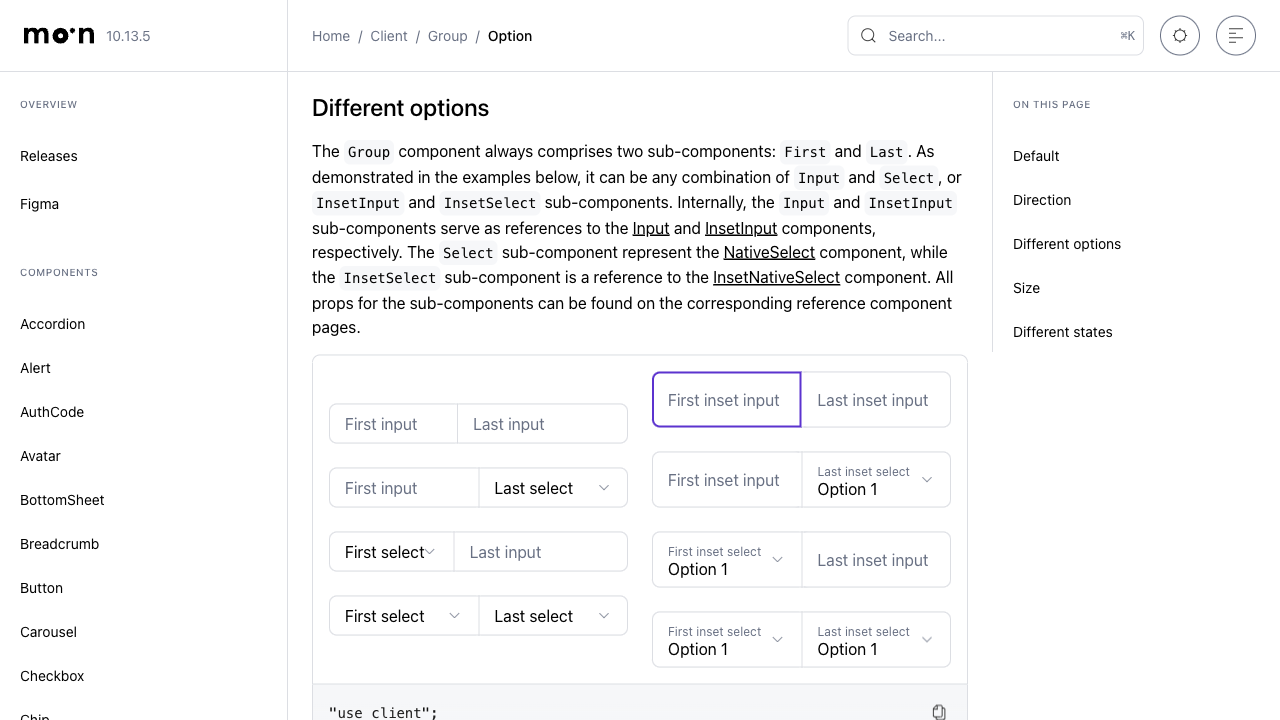 moon 10.13.5
Home / Client / Group / Option
Search...
⌘K
OVERVIEW
Releases
Figma
COMPONENTS
Accordion
Alert
AuthCode
Avatar
BottomSheet
Breadcrumb
Button
Carousel
Checkbox
Chip
Different options
The Group component always comprises two sub-components: First and Last. As
demonstrated in the examples below, it can be any combination of Input and Select, or
InsetInput and InsetSelect sub-components. Internally, the Input and InsetInput
sub-components serve as references to the Input and InsetInput components,
respectively. The Select sub-component represent the NativeSelect component, while
the InsetSelect sub-component is a reference to the InsetNativeSelect component. All
props for the sub-components can be found on the corresponding reference component
pages.
First input Last input
First input Last select
First select Last input
First select Last select
First inset input Last inset input
First inset input Last inset select
Option 1
First inset select
Option 1 Last inset input
First inset select Last inset select
Option 1 Option 1
"use client";
ON THIS PAGE
Default
Direction
Different options
Size
Different states